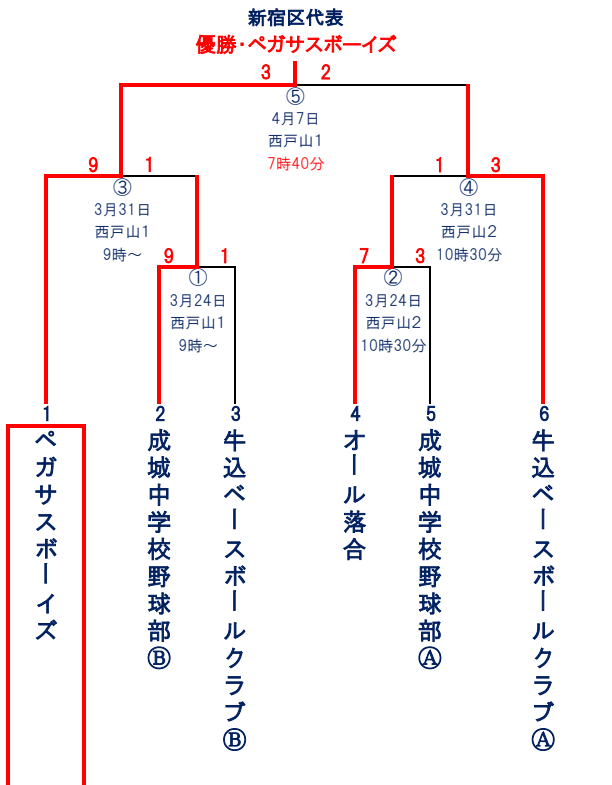 新宿区代表
優勝・ペガサスボーイズ
3 2
⑤
4月7日
西戸山1
7時40分
9 1
③
3月31日
西戸山1
9時～
1 3
④
3月31日
西戸山2
10時30分
9 1
①
3月24日
西戸山1
9時～
7 3
②
3月24日
西戸山2
10時30分
1
ペガサスボーイズ
2
成城中学校野球部Ⓑ
3
牛込ベースボールクラブⒷ
4
オール落合
5
成城中学校野球部Ⓐ
6
牛込ベースボールクラブⒶ